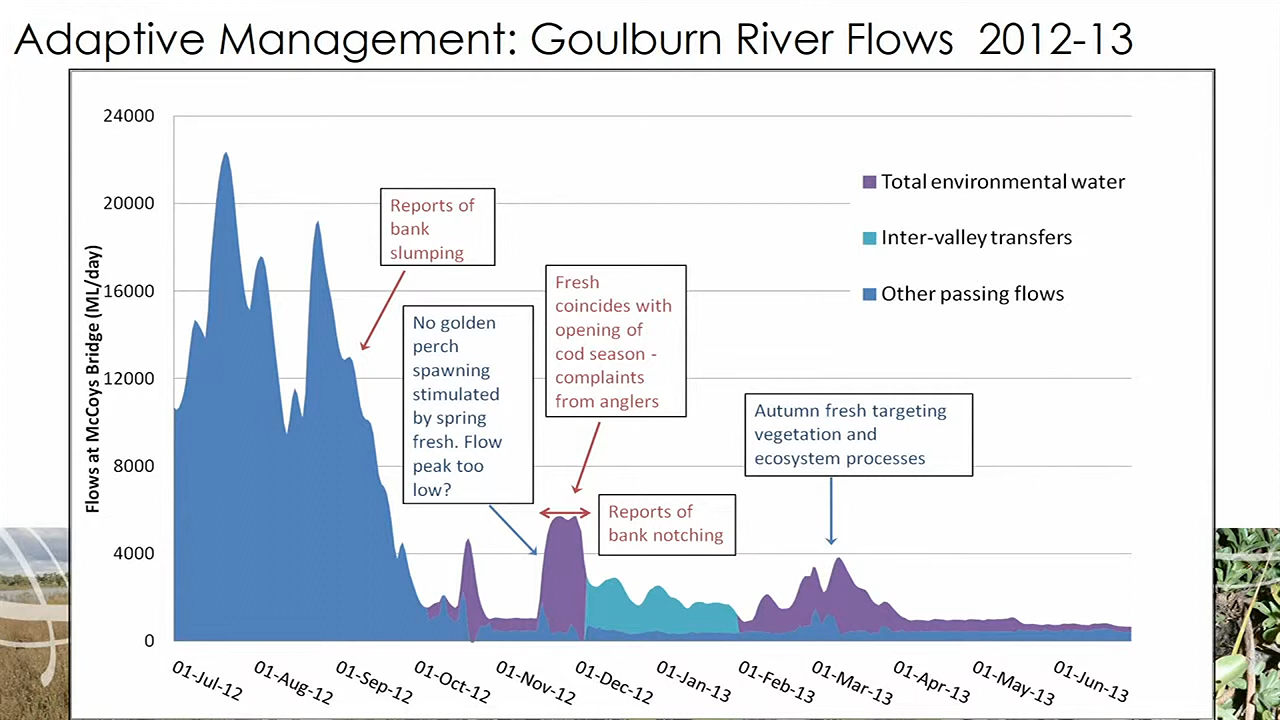 Adaptive Management: Goulburn River Flows 2012-13
24000
20000
16000
12000
8000
4000
0
Flows at McCoys Bridge (ML/day)
Reports of
bank
slumping
No golden
perch
spawning
stimulated
by spring
fresh. Flow
peak too
low?
Fresh
coincides with
opening of
cod season -
complaints
from anglers
Reports of
bank notching
Autumn fresh targeting
vegetation and
ecosystem processes
Total environmental water
Inter-valley transfers
Other passing flows
01-Jul-12
01-Aug-12
01-Sep-12
01-Oct-12
01-Nov-12
01-Dec-12
01-Jan-13
01-Feb-13
01-Mar-13
01-Apr-13
01-May-13
01-Jun-13